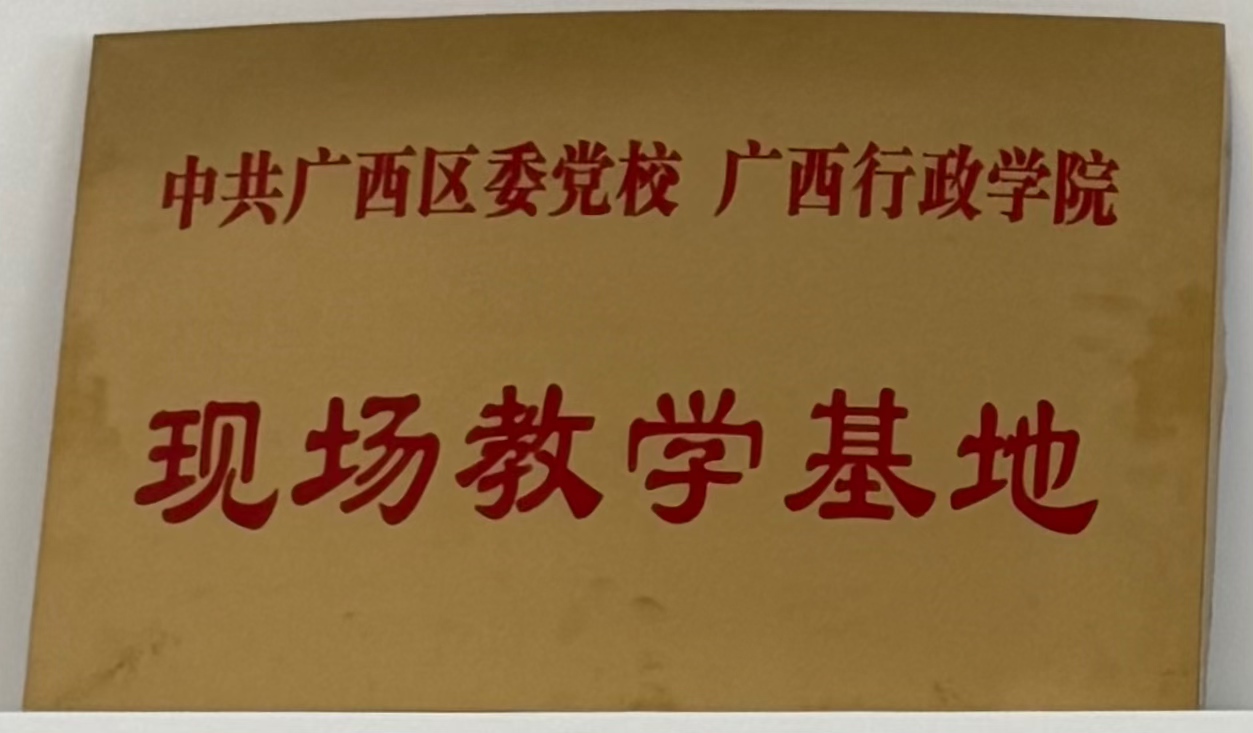 中共广西区委党校 广西行政学院
现场教学基地